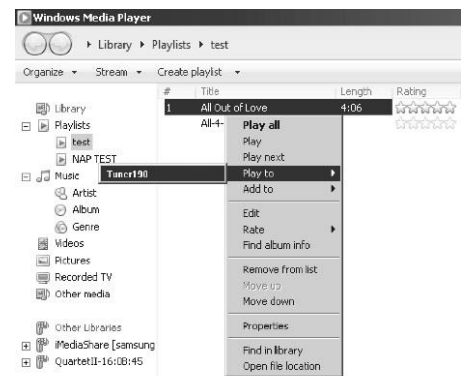 Windows Media Player
Library Playlists test
Organize Stream Create playlist
# Title Length Rating
Library
Playlists
test
NAP TEST
Music
Artist
Album
Genre
Videos
Pictures
Recorded TV
Other media
Other Libraries
iMediaShare [samsung
QuartetII-16:0B:45
1 All Out of Love 4:06
All-4-
Tuner190
Play all
Play
Play next
Play to
Add to
Edit
Rate
Find album info
Remove from list
Move up
Move down
Properties
Find in library
Open file location